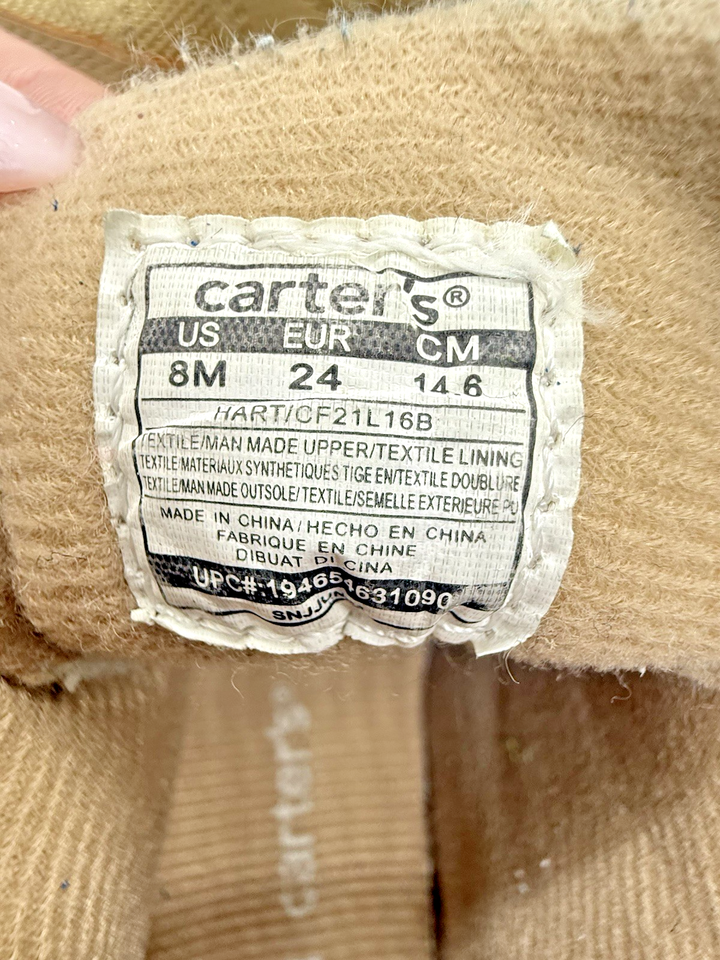 carter's®
US EUR CM
8M 24 14.6
HART/CF21L16B
TEXTILE/MAN MADE UPPER/TEXTILE LINING
TEXTILE/MATERIAUX SYNTHETIQUES TIGE EN/TEXTILE DOUBLURE
TEXTILE/MAN MADE OUTSOLE/TEXTILE/SEMELLE EXTERIEURE PU
MADE IN CHINA/HECHO EN CHINA
FABRIQUE EN CHINE
DIBUAT DI CINA
UPC#:194654631090
carter's®